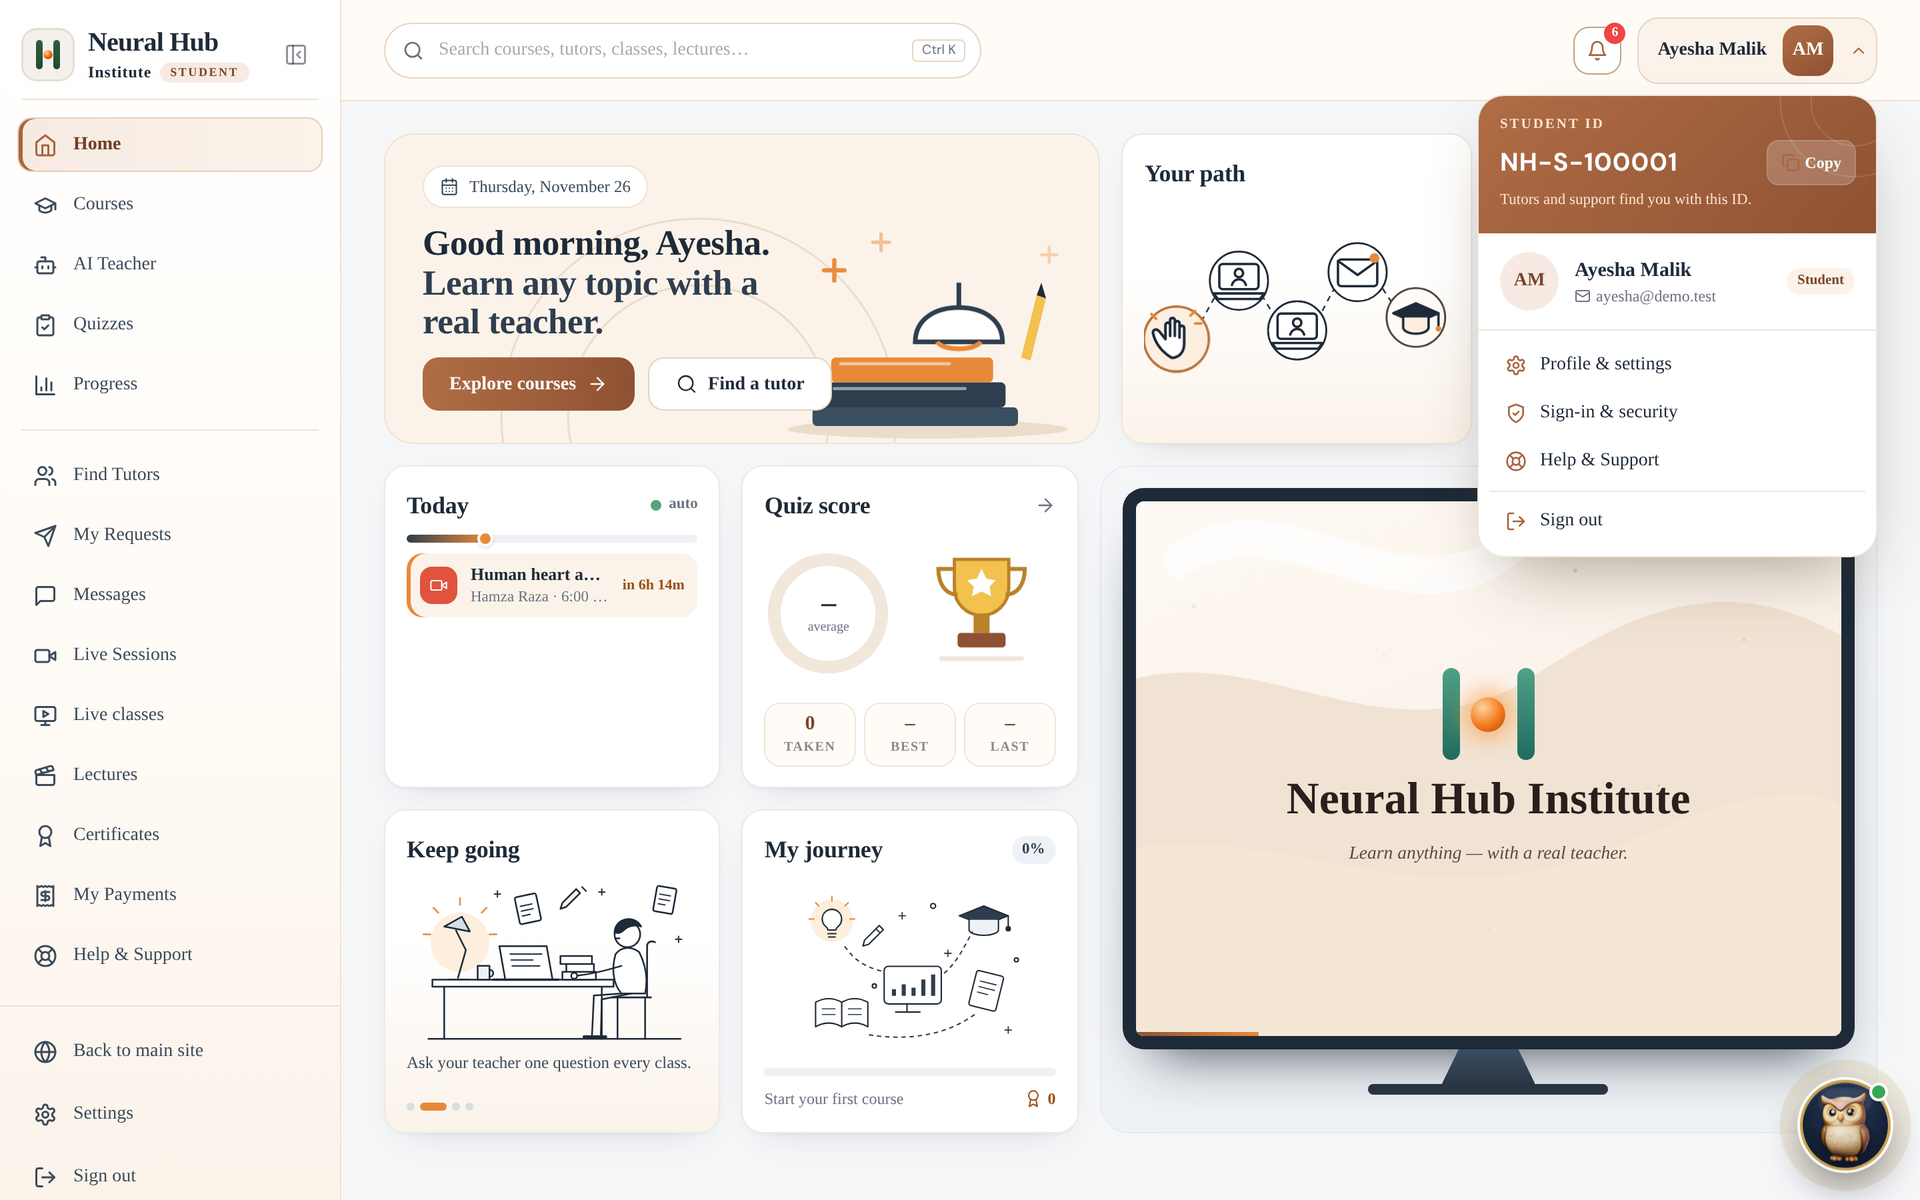 Neural Hub
Institute STUDENT
Home
Courses
AI Teacher
Quizzes
Progress
Find Tutors
My Requests
Messages
Live Sessions
Live classes
Lectures
Certificates
My Payments
Help & Support
Back to main site
Settings
Sign out
Search courses, tutors, classes, lectures…
Ctrl K
6
Ayesha Malik AM
Thursday, November 26
Good morning, Ayesha.
Learn any topic with a
real teacher.
Explore courses
Find a tutor
Your path
STUDENT ID
NH-S-100001
Copy
Tutors and support find you with this ID.
AM
Ayesha Malik
ayesha@demo.test
Student
Profile & settings
Sign-in & security
Help & Support
Sign out
Today
auto
Human heart a…
Hamza Raza · 6:00 …
in 6h 14m
Quiz score
–
average
0
TAKEN
–
BEST
–
LAST
Keep going
Ask your teacher one question every class.
My journey
0%
Start your first course
0
Neural Hub Institute
Learn anything — with a real teacher.